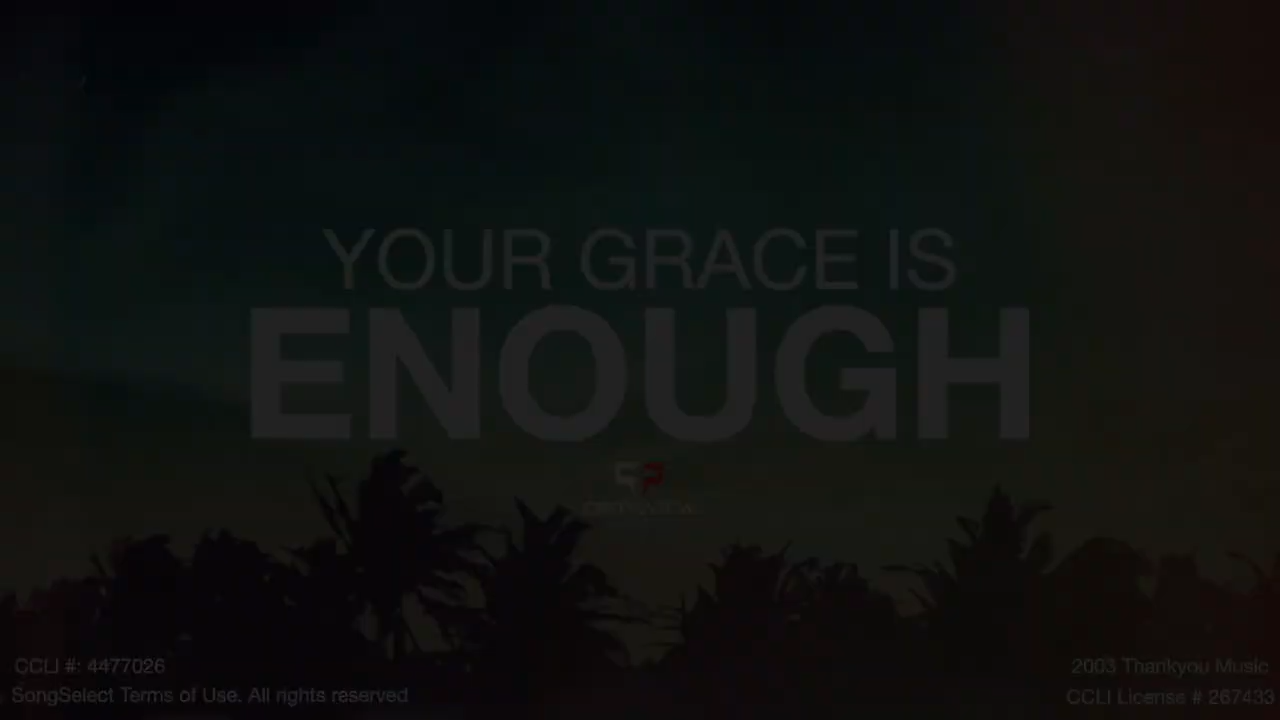 YOUR GRACE IS
ENOUGH
CCLI #: 4477026
SongSelect Terms of Use. All rights reserved
2003 Thankyou Music
CCLI License # 267433